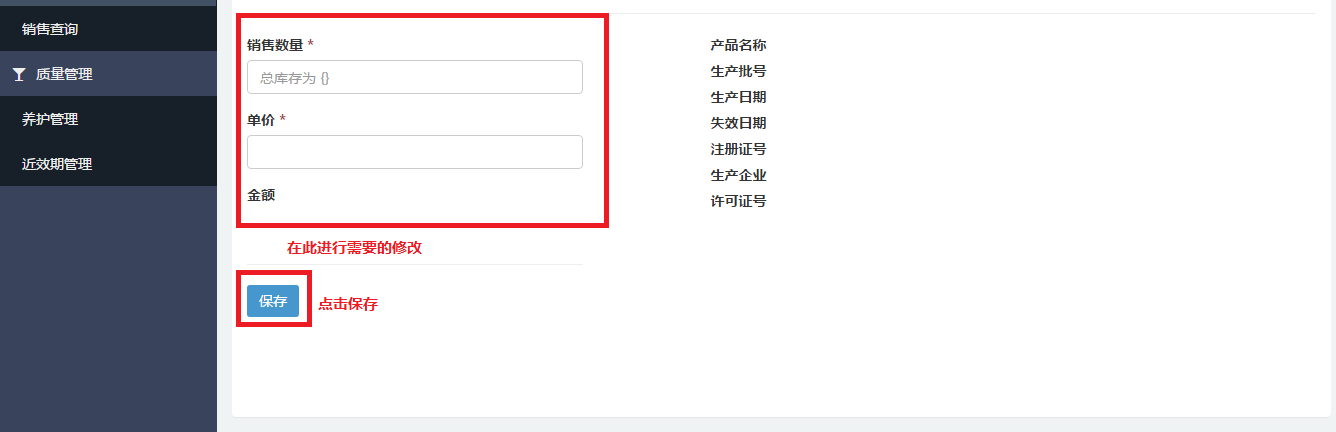 销售查询
质量管理
养护管理
近效期管理
销售数量 *
总库存为 {}
单价 *
金额
在此进行需要的修改
保存
点击保存
产品名称
生产批号
生产日期
失效日期
注册证号
生产企业
许可证号